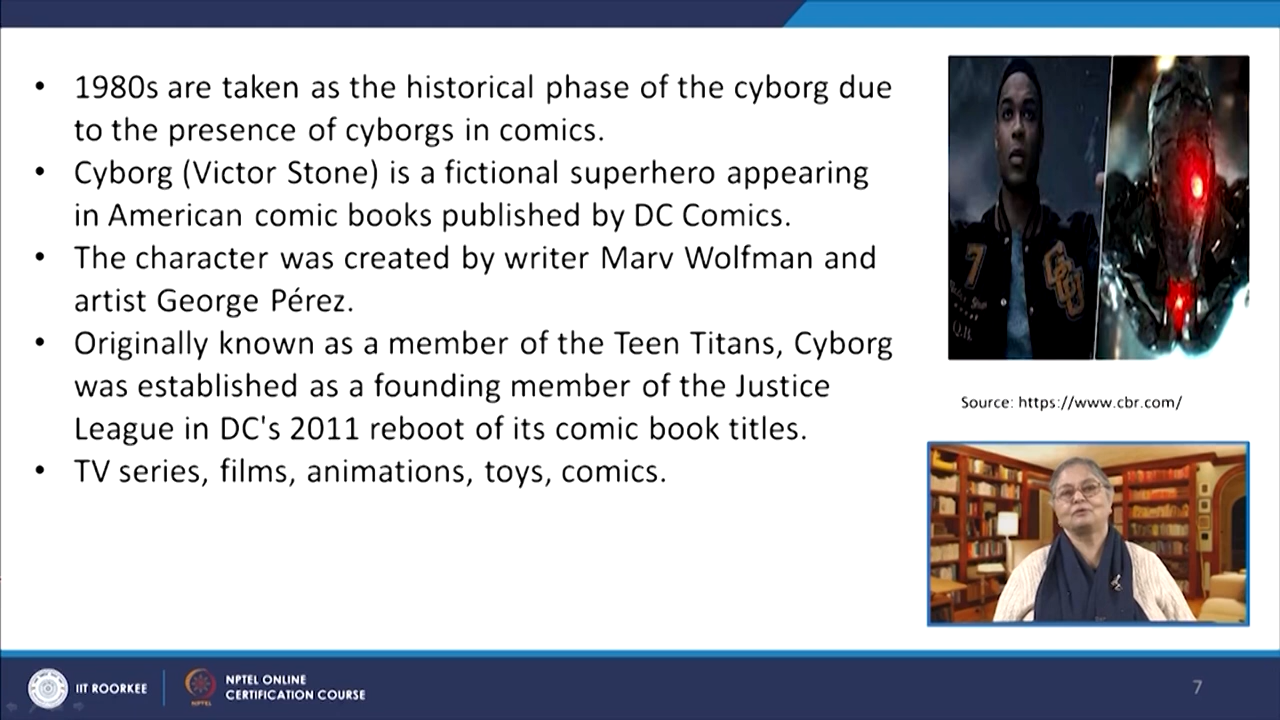 • 1980s are taken as the historical phase of the cyborg due
to the presence of cyborgs in comics.
• Cyborg (Victor Stone) is a fictional superhero appearing
in American comic books published by DC Comics.
• The character was created by writer Marv Wolfman and
artist George Pérez.
• Originally known as a member of the Teen Titans, Cyborg
was established as a founding member of the Justice
League in DC's 2011 reboot of its comic book titles.
• TV series, films, animations, toys, comics.
7
GCU
Source: https://www.cbr.com/
IIT ROORKEE
NPTEL
NPTEL ONLINE
CERTIFICATION COURSE
7